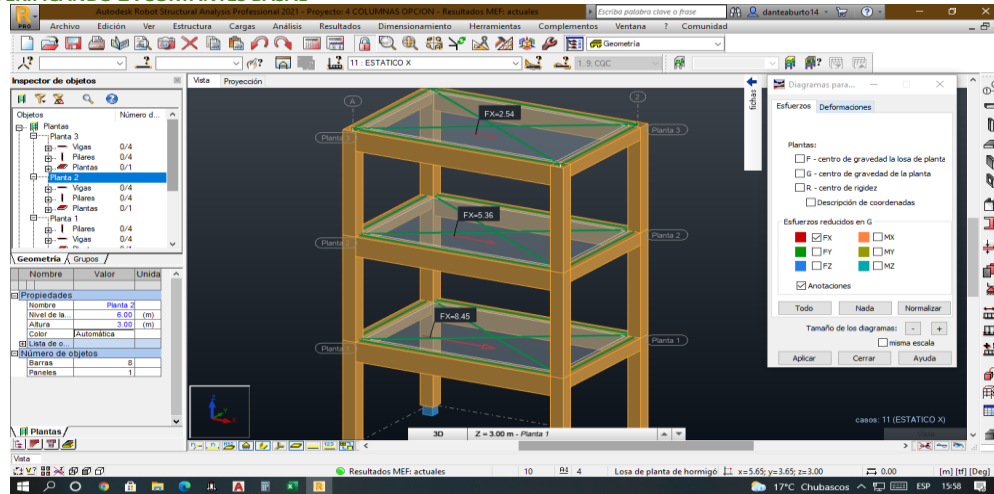 Autodesk Robot Structural Analysis Professional 2021 - Proyecto: 4 COLUMNAS OPCION - Resultados MEF: actuales
Escriba palabra clave o frase
danteaburto14
PRO
Archivo Edición Ver Estructura Cargas Análisis Resultados Dimensionamiento Herramientas Complementos Ventana ? Comunidad
Geometría
11 : ESTATICO X
1..9; CQC
Inspector de objetos
Objetos Número d...
Plantas
Planta 3
Vigas 0/4
Pilares 0/4
Plantas 0/1
Planta 2
Vigas 0/4
Pilares 0/4
Plantas 0/1
Planta 1
Pilares 0/4
Vigas 0/4
Geometría Grupos
Nombre Valor Unida
Propiedades
Nombre Planta 2
Nivel de la... 6.00 (m)
Altura 3.00 (m)
Color Automática
Lista de o...
Número de objetos
Barras 8
Paneles 1
Plantas
Vista
Vista Proyección
fichas
A
2
FX=2.54
Planta 3
Planta 3
FX=5.36
Planta 2
Planta 2
FX=8.45
Planta 1
3D Z = 3.00 m - Planta 1
casos: 11 (ESTATICO X)
Diagramas para...
Esfuerzos Deformaciones
Plantas:
F - centro de gravedad la losa de planta
G - centro de gravedad de la planta
R - centro de rigidez
Descripción de coordenadas
Esfuerzos reducidos en G
FX MX
FY MY
FZ MZ
Anotaciones
Todo Nada Normalizar
Tamaño de los diagramas: - +
misma escala
Aplicar Cerrar Ayuda
Resultados MEF: actuales
10 4 Losa de planta de hormigó x=5.65; y=3.65; z=3.00 0.00 [m] [tf] [Deg]
17°C Chubascos ESP 15:58